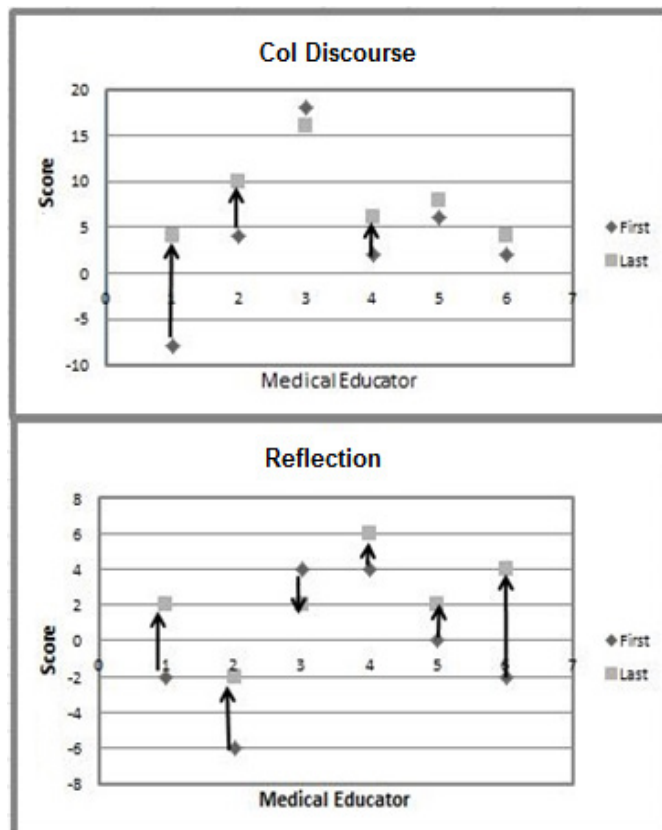 CoI Discourse
20
15
10
5
0
-5
-10
Score
0 1 2 3 4 5 6 7
Medical Educator
First
Last
Reflection
8
6
4
2
0
-2
-4
-6
-8
Score
0 1 2 3 4 5 6 7
Medical Educator
First
Last